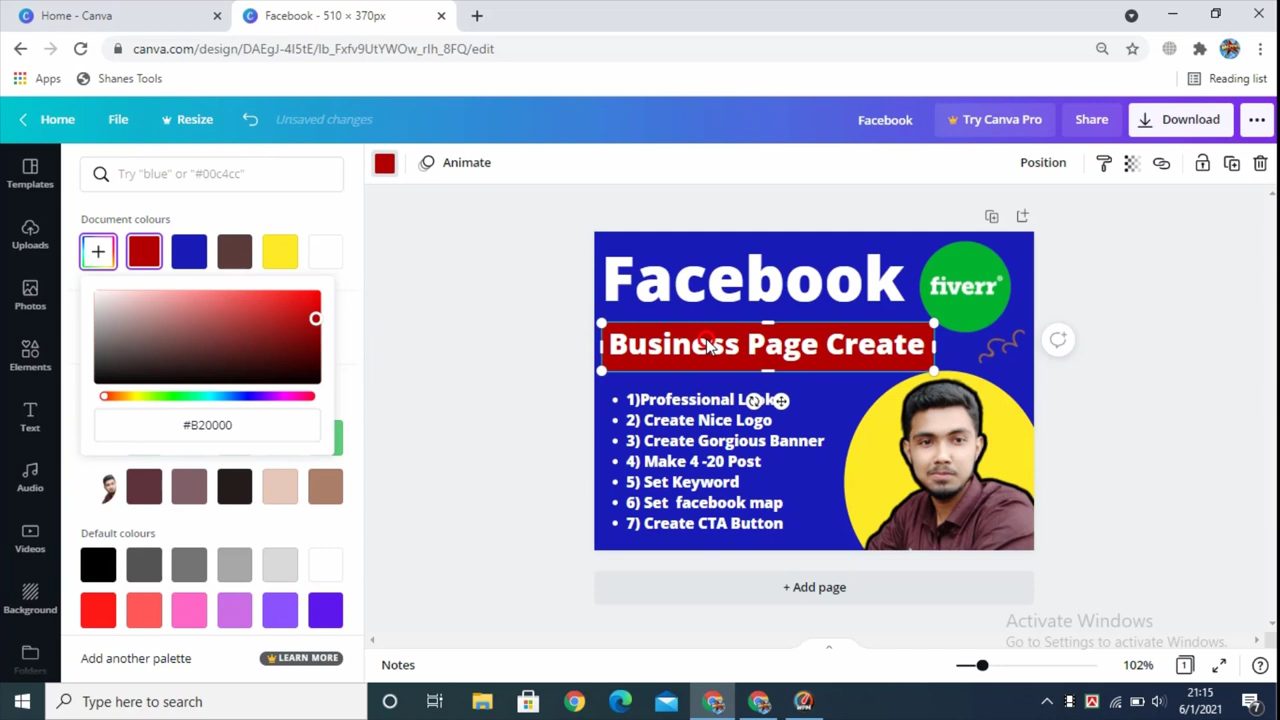 Home - Canva
Facebook - 510 × 370px
canva.com/design/DAEgJ-4I5tE/lb_Fxfv9UtYWOw_rIh_8FQ/edit
Apps
Shanes Tools
Reading list
Home
File
Resize
Unsaved changes
Facebook
Try Canva Pro
Share
Download
Templates
Uploads
Photos
Elements
Text
Audio
Videos
Background
Folders
Try "blue" or "#00c4cc"
Document colours
#B20000
Default colours
Add another palette
LEARN MORE
Animate
Position
Facebook
fiverr®
Business Page Create
• 1)Professional Look
• 2) Create Nice Logo
• 3) Create Gorgious Banner
• 4) Make 4 -20 Post
• 5) Set Keyword
• 6) Set facebook map
• 7) Create CTA Button
+ Add page
Activate Windows
Go to Settings to activate Windows.
Notes
102%
1
Type here to search
21:15
6/1/2021
7